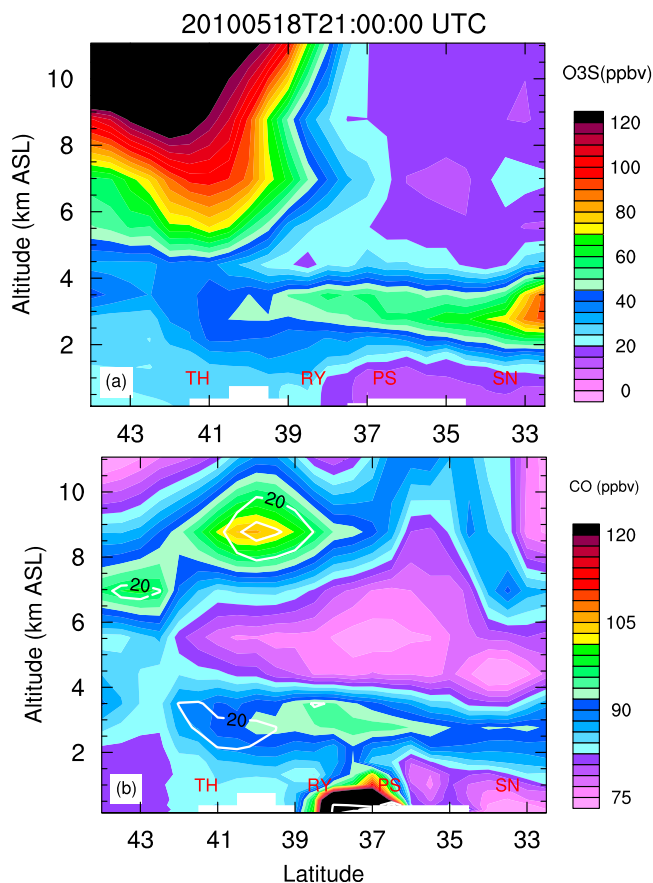 20100518T21:00:00 UTC
O3S(ppbv)
Altitude (km ASL)
10
8
6
4
2
120
100
80
60
40
20
0
(a)
TH RY PS SN
43 41 39 37 35 33
CO (ppbv)
Altitude (km ASL)
10
8
6
4
2
20
20
20
120
105
90
75
(b)
TH RY PS SN
43 41 39 37 35 33
Latitude